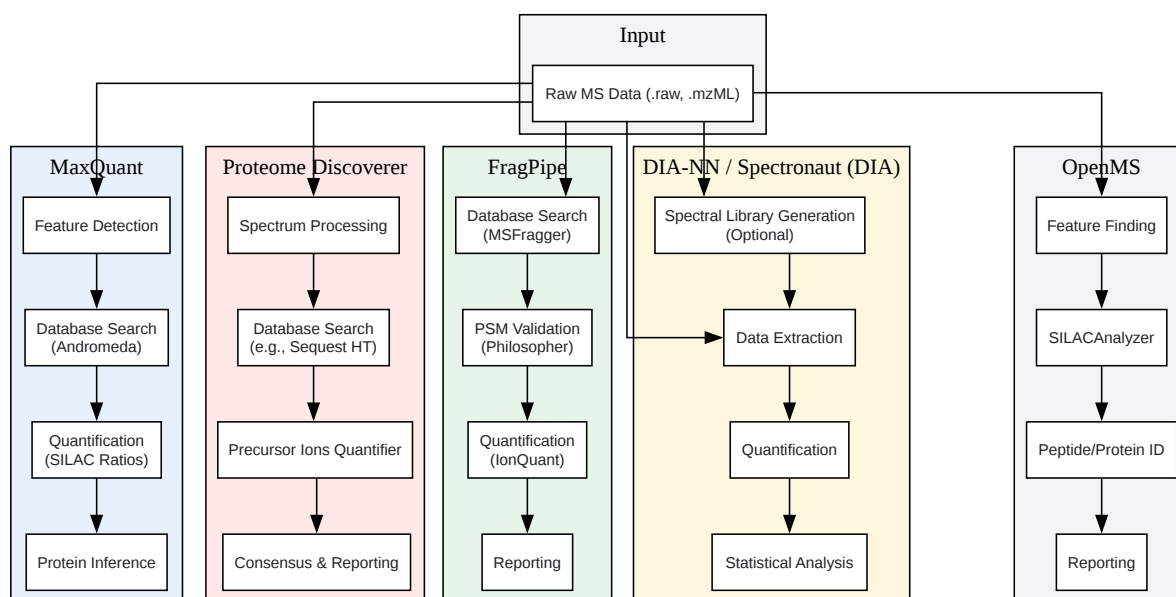 Input
Raw MS Data (.raw, .mzML)
MaxQuant
Feature Detection
Database Search
(Andromeda)
Quantification
(SILAC Ratios)
Protein Inference
Proteome Discoverer
Spectrum Processing
Database Search
(e.g., Sequest HT)
Precursor Ions Quantifier
Consensus & Reporting
FragPipe
Database Search
(MSFragger)
PSM Validation
(Philosopher)
Quantification
(IonQuant)
Reporting
DIA-NN / Spectronaut (DIA)
Spectral Library Generation
(Optional)
Data Extraction
Quantification
Statistical Analysis
OpenMS
Feature Finding
SILACAnalyzer
Peptide/Protein ID
Reporting